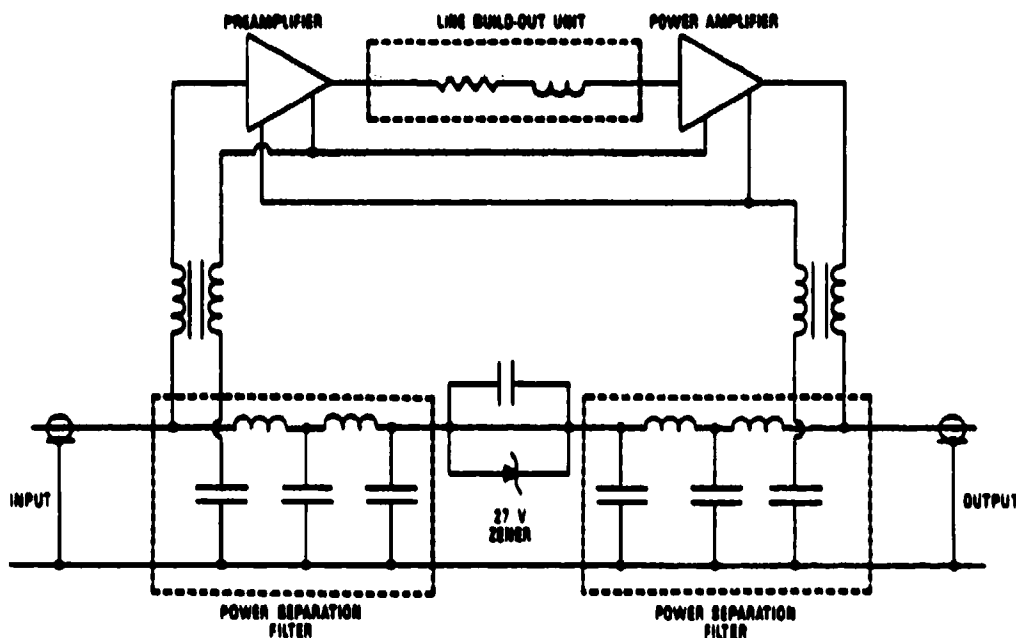 PREAMPLIFIER
LINE BUILD-OUT UNIT
POWER AMPLIFIER
INPUT
27 V
ZENER
OUTPUT
POWER SEPARATION
FILTER
POWER SEPARATION
FILTER